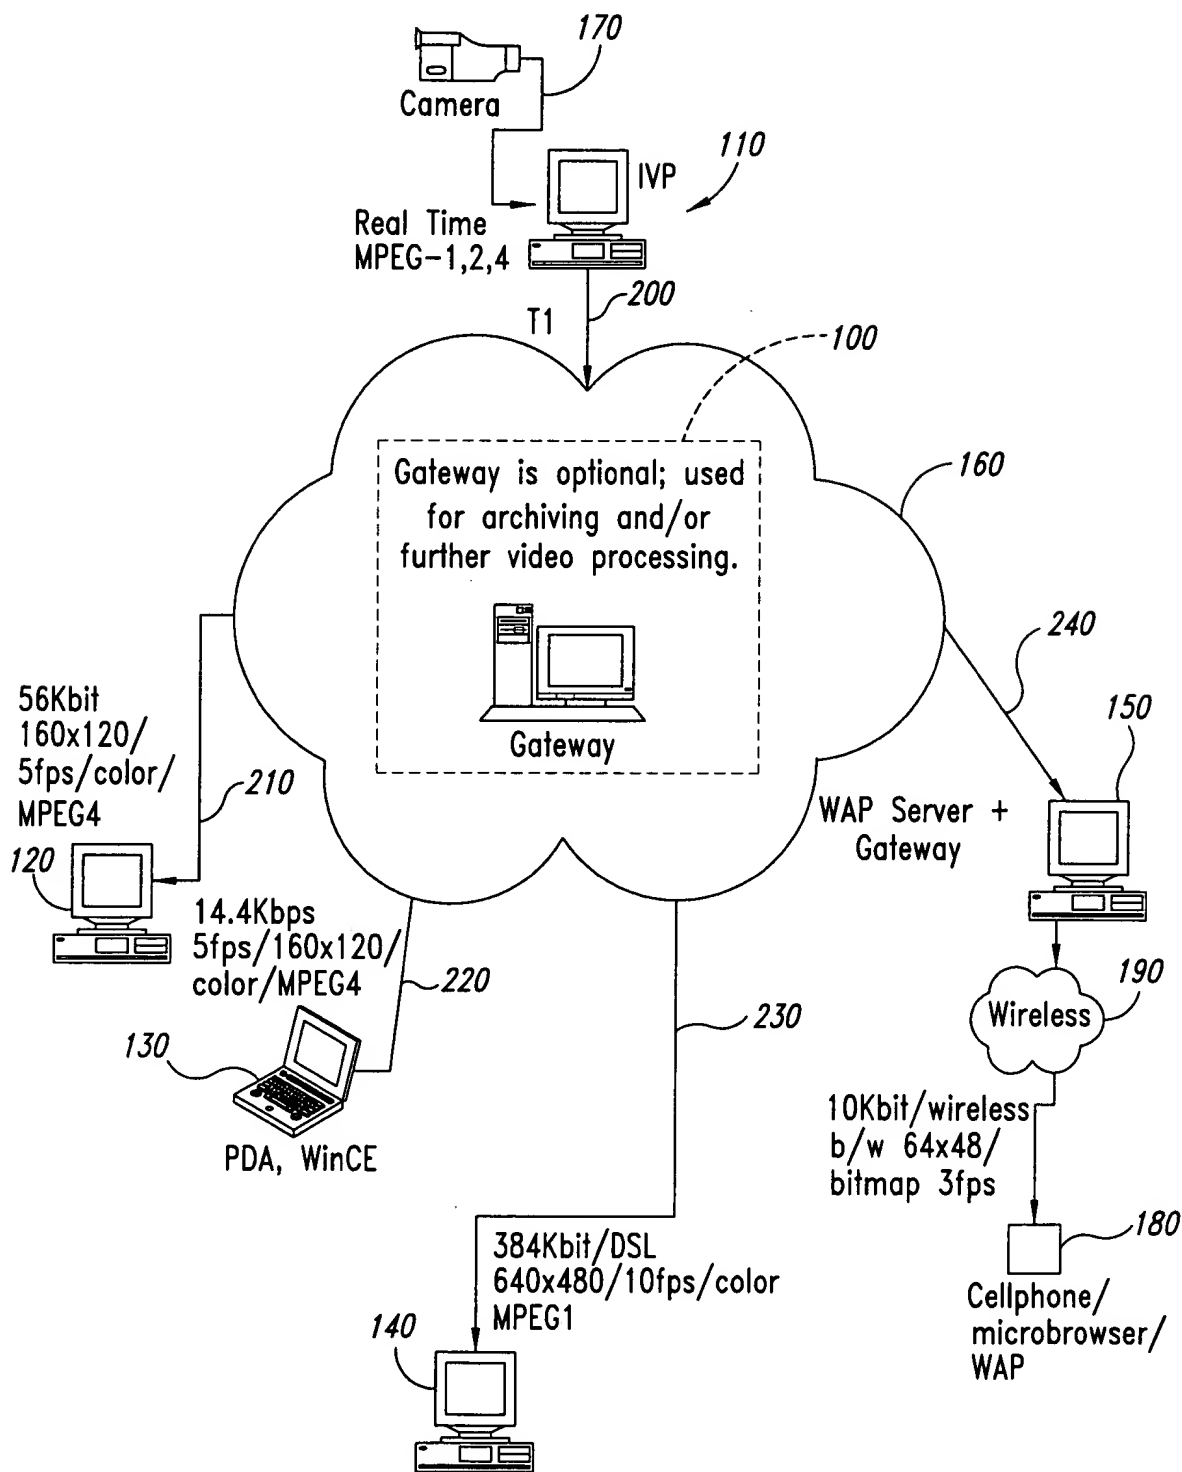 170
Camera
110
IVP
Real Time
MPEG-1,2,4
200
T1
100
Gateway is optional; used
for archiving and/or
further video processing.
160
Gateway
240
56Kbit
160x120/
5fps/color/
MPEG4
210
150
WAP Server +
Gateway
120
14.4Kbps
5fps/160x120/
color/MPEG4
220
230
190
Wireless
130
PDA, WinCE
10Kbit/wireless
b/w 64x48/
bitmap 3fps
180
384Kbit/DSL
640x480/10fps/color
MPEG1
Cellphone/
microbrowser/
WAP
140